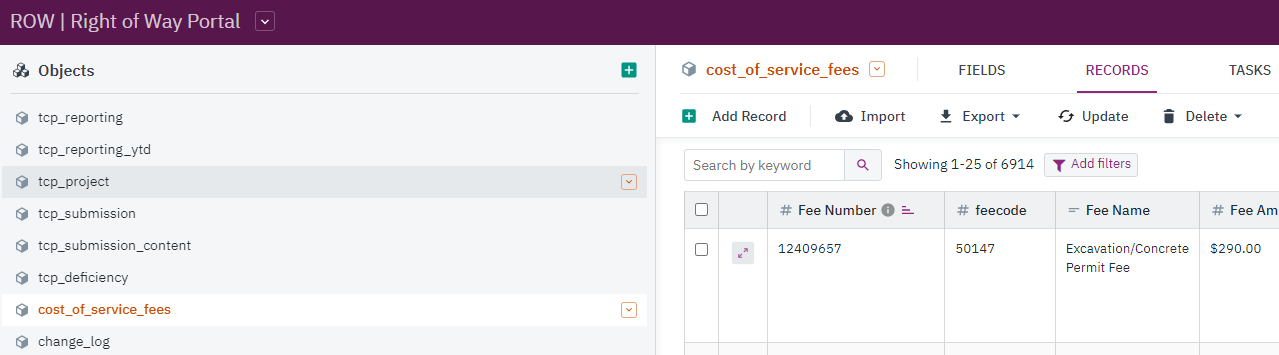 ROW | Right of Way Portal
Objects
tcp_reporting
tcp_reporting_ytd
tcp_project
tcp_submission
tcp_submission_content
tcp_deficiency
cost_of_service_fees
change_log
cost_of_service_fees FIELDS RECORDS TASKS
Add Record Import Export Update Delete
Search by keyword Showing 1-25 of 6914 Add filters
# Fee Number # feecode Fee Name # Fee Am
12409657 50147 Excavation/Concrete $290.00
Permit Fee